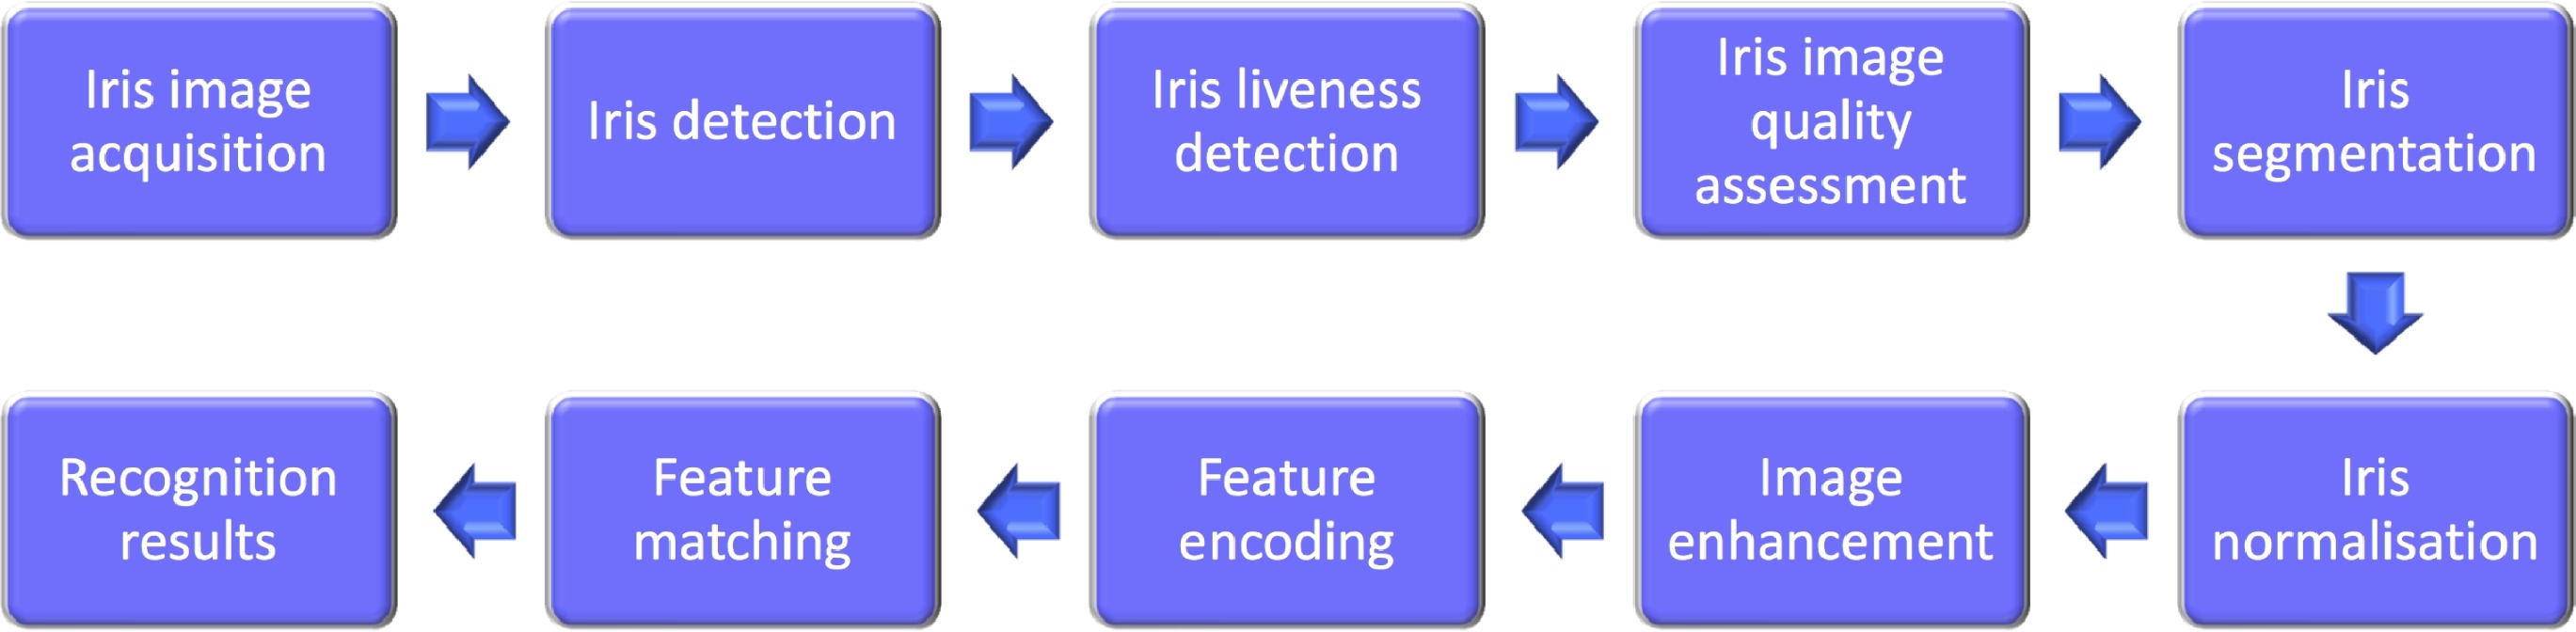 Iris image
acquisition
Iris detection
Iris liveness
detection
Iris image
quality
assessment
Iris
segmentation
Iris
normalisation
Image
enhancement
Feature
encoding
Feature
matching
Recognition
results